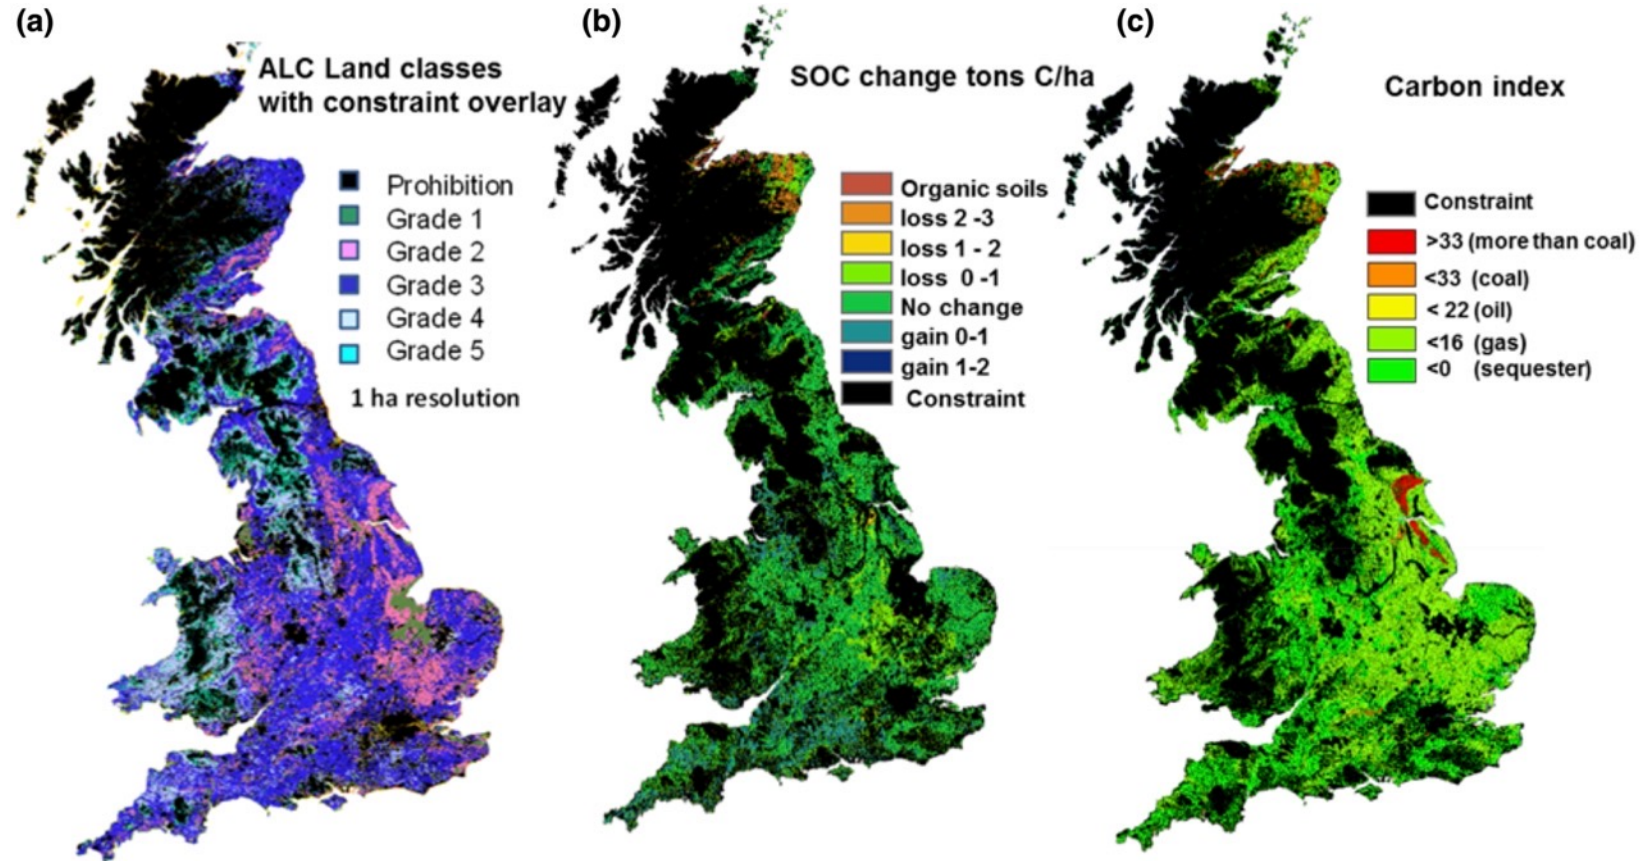 (a)
ALC Land classes
with constraint overlay
Prohibition
Grade 1
Grade 2
Grade 3
Grade 4
Grade 5
1 ha resolution
(b)
SOC change tons C/ha
Organic soils
loss 2 -3
loss 1 - 2
loss 0 -1
No change
gain 0-1
gain 1-2
Constraint
(c)
Carbon index
Constraint
>33 (more than coal)
<33 (coal)
< 22 (oil)
<16 (gas)
<0 (sequester)